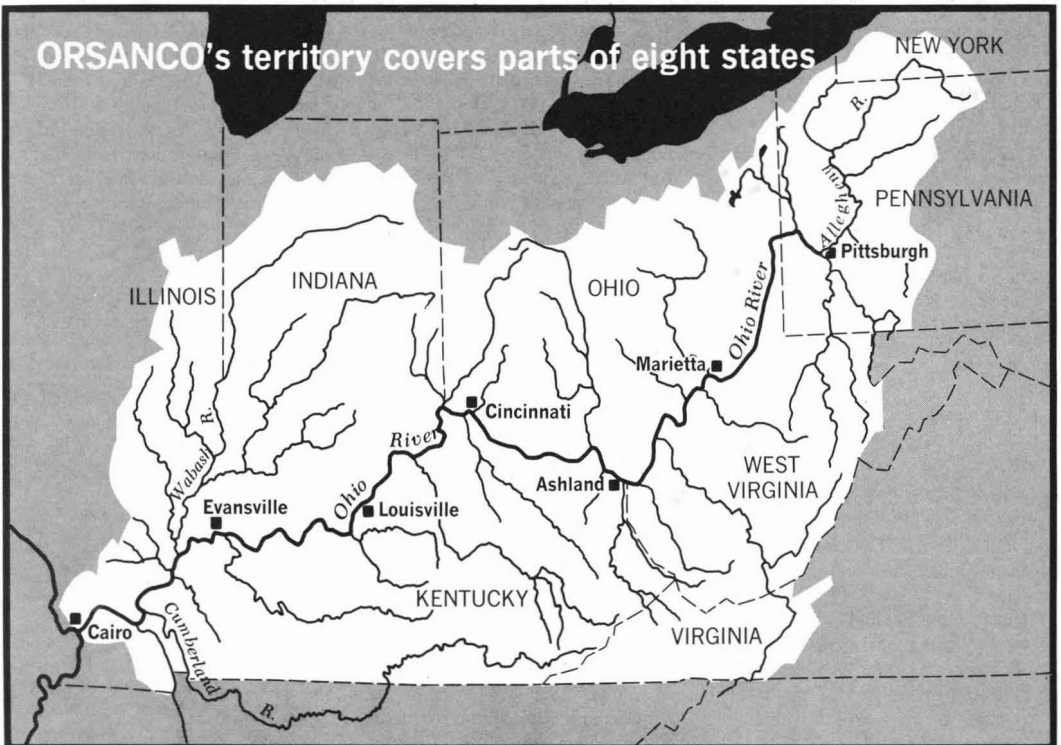 ORSANCO's territory covers parts of eight states
NEW YORK
R.
Allegheny
PENNSYLVANIA
Pittsburgh
ILLINOIS
INDIANA
OHIO
Ohio River
Marietta
Cincinnati
River
Ohio
Wabash
R.
Ashland
WEST
VIRGINIA
Evansville
Louisville
KENTUCKY
VIRGINIA
Cairo
Cumberland
R.